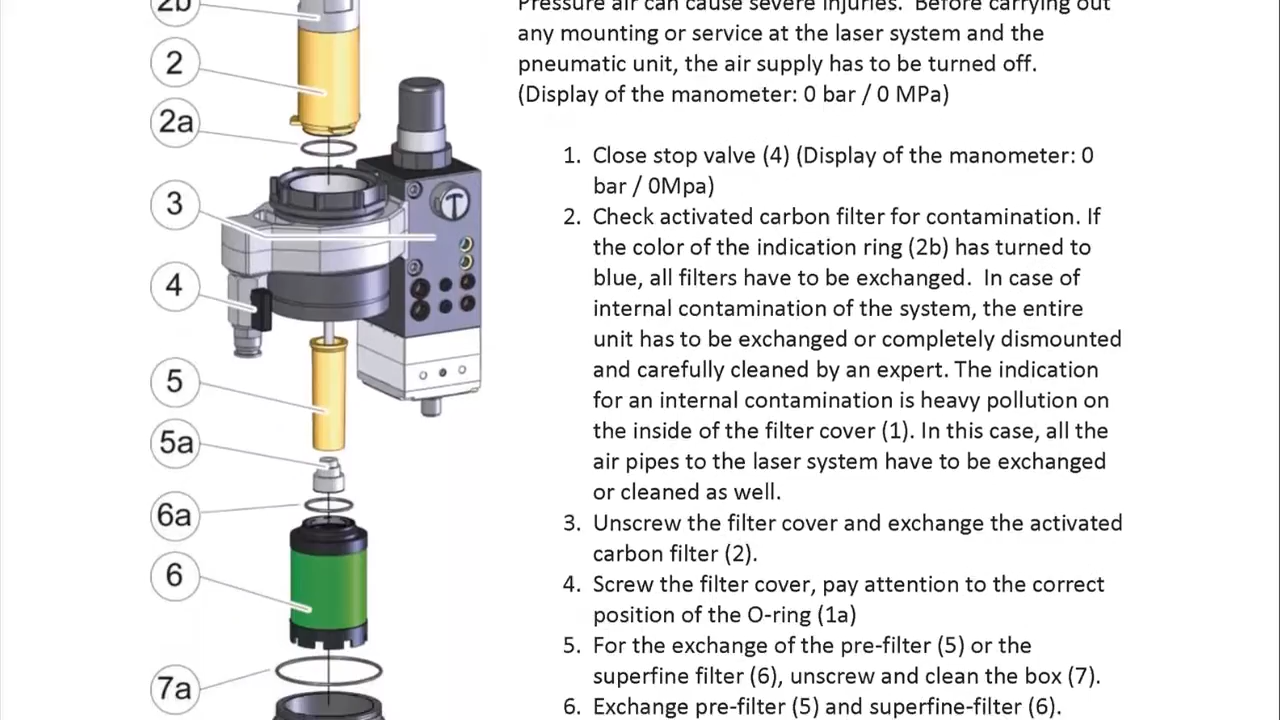 2b
2
2a
3
4
5
5a
6a
6
7a
Pressure air can cause severe injuries.  Before carrying out
any mounting or service at the laser system and the
pneumatic unit, the air supply has to be turned off.
(Display of the manometer: 0 bar / 0 MPa)
1. Close stop valve (4) (Display of the manometer: 0
bar / 0Mpa)
2. Check activated carbon filter for contamination. If
the color of the indication ring (2b) has turned to
blue, all filters have to be exchanged.  In case of
internal contamination of the system, the entire
unit has to be exchanged or completely dismounted
and carefully cleaned by an expert. The indication
for an internal contamination is heavy pollution on
the inside of the filter cover (1). In this case, all the
air pipes to the laser system have to be exchanged
or cleaned as well.
3. Unscrew the filter cover and exchange the activated
carbon filter (2).
4. Screw the filter cover, pay attention to the correct
position of the O-ring (1a)
5. For the exchange of the pre-filter (5) or the
superfine filter (6), unscrew and clean the box (7).
6. Exchange pre-filter (5) and superfine-filter (6).